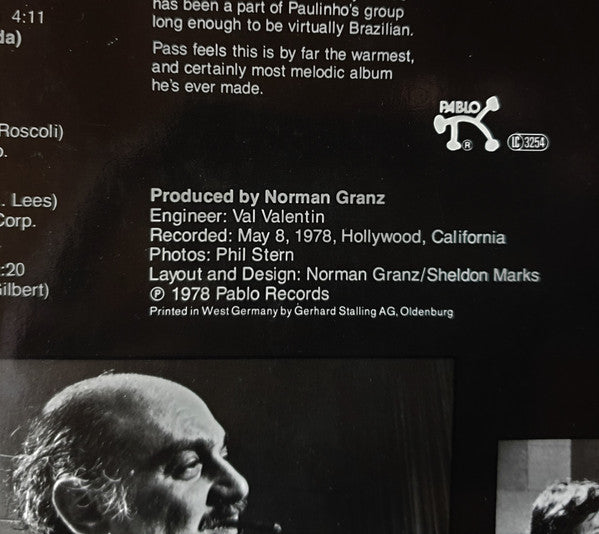 4:11
da)
Roscoli)
. Lees)
Corp.
:20
Gilbert)
has been a part of Paulinho's group
long enough to be virtually Brazilian.
Pass feels this is by far the warmest,
and certainly most melodic album
he's ever made.
PABLO
®
LC 3254
Produced by Norman Granz
Engineer: Val Valentin
Recorded: May 8, 1978, Hollywood, California
Photos: Phil Stern
Layout and Design: Norman Granz/Sheldon Marks
℗ 1978 Pablo Records
Printed in West Germany by Gerhard Stalling AG, Oldenburg